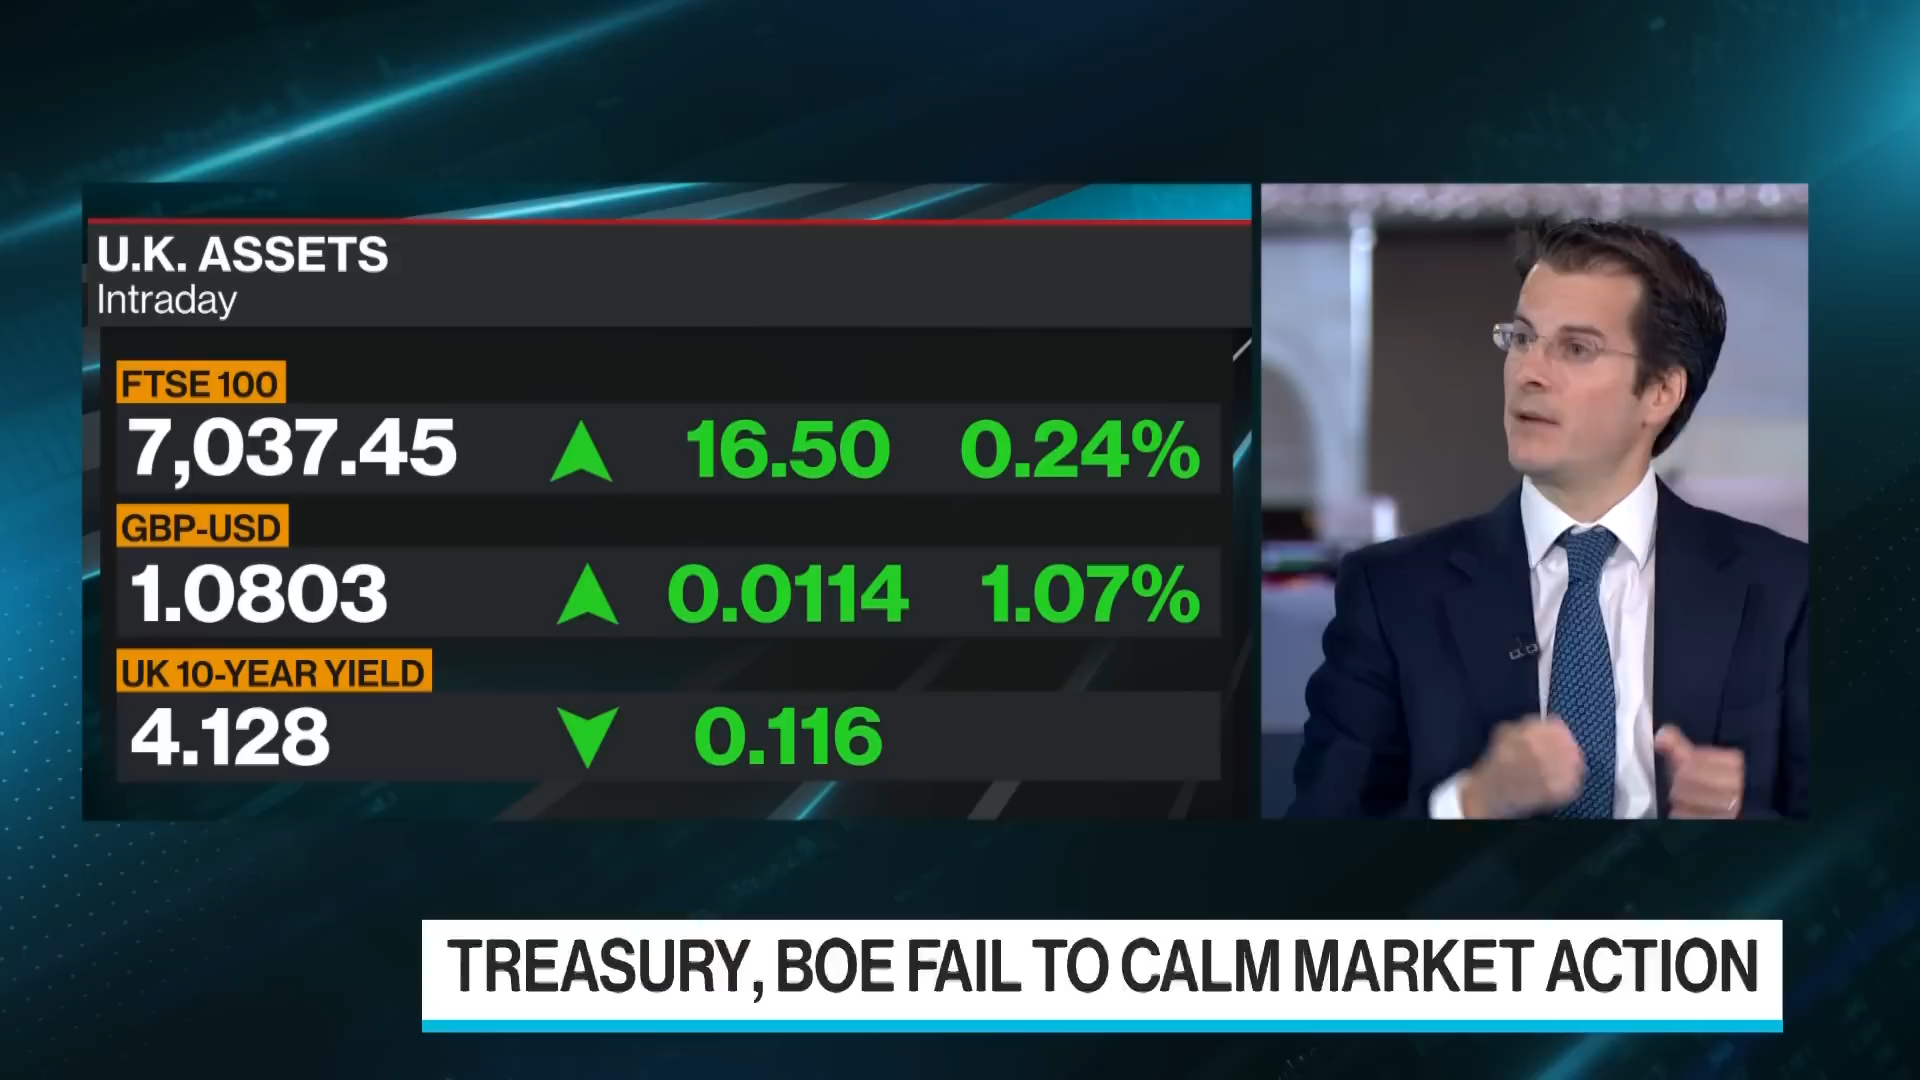 U.K. ASSETS
Intraday
FTSE 100
7,037.45 ▲ 16.50 0.24%
GBP-USD
1.0803 ▲ 0.0114 1.07%
UK 10-YEAR YIELD
4.128 ▼ 0.116
TREASURY, BOE FAIL TO CALM MARKET ACTION